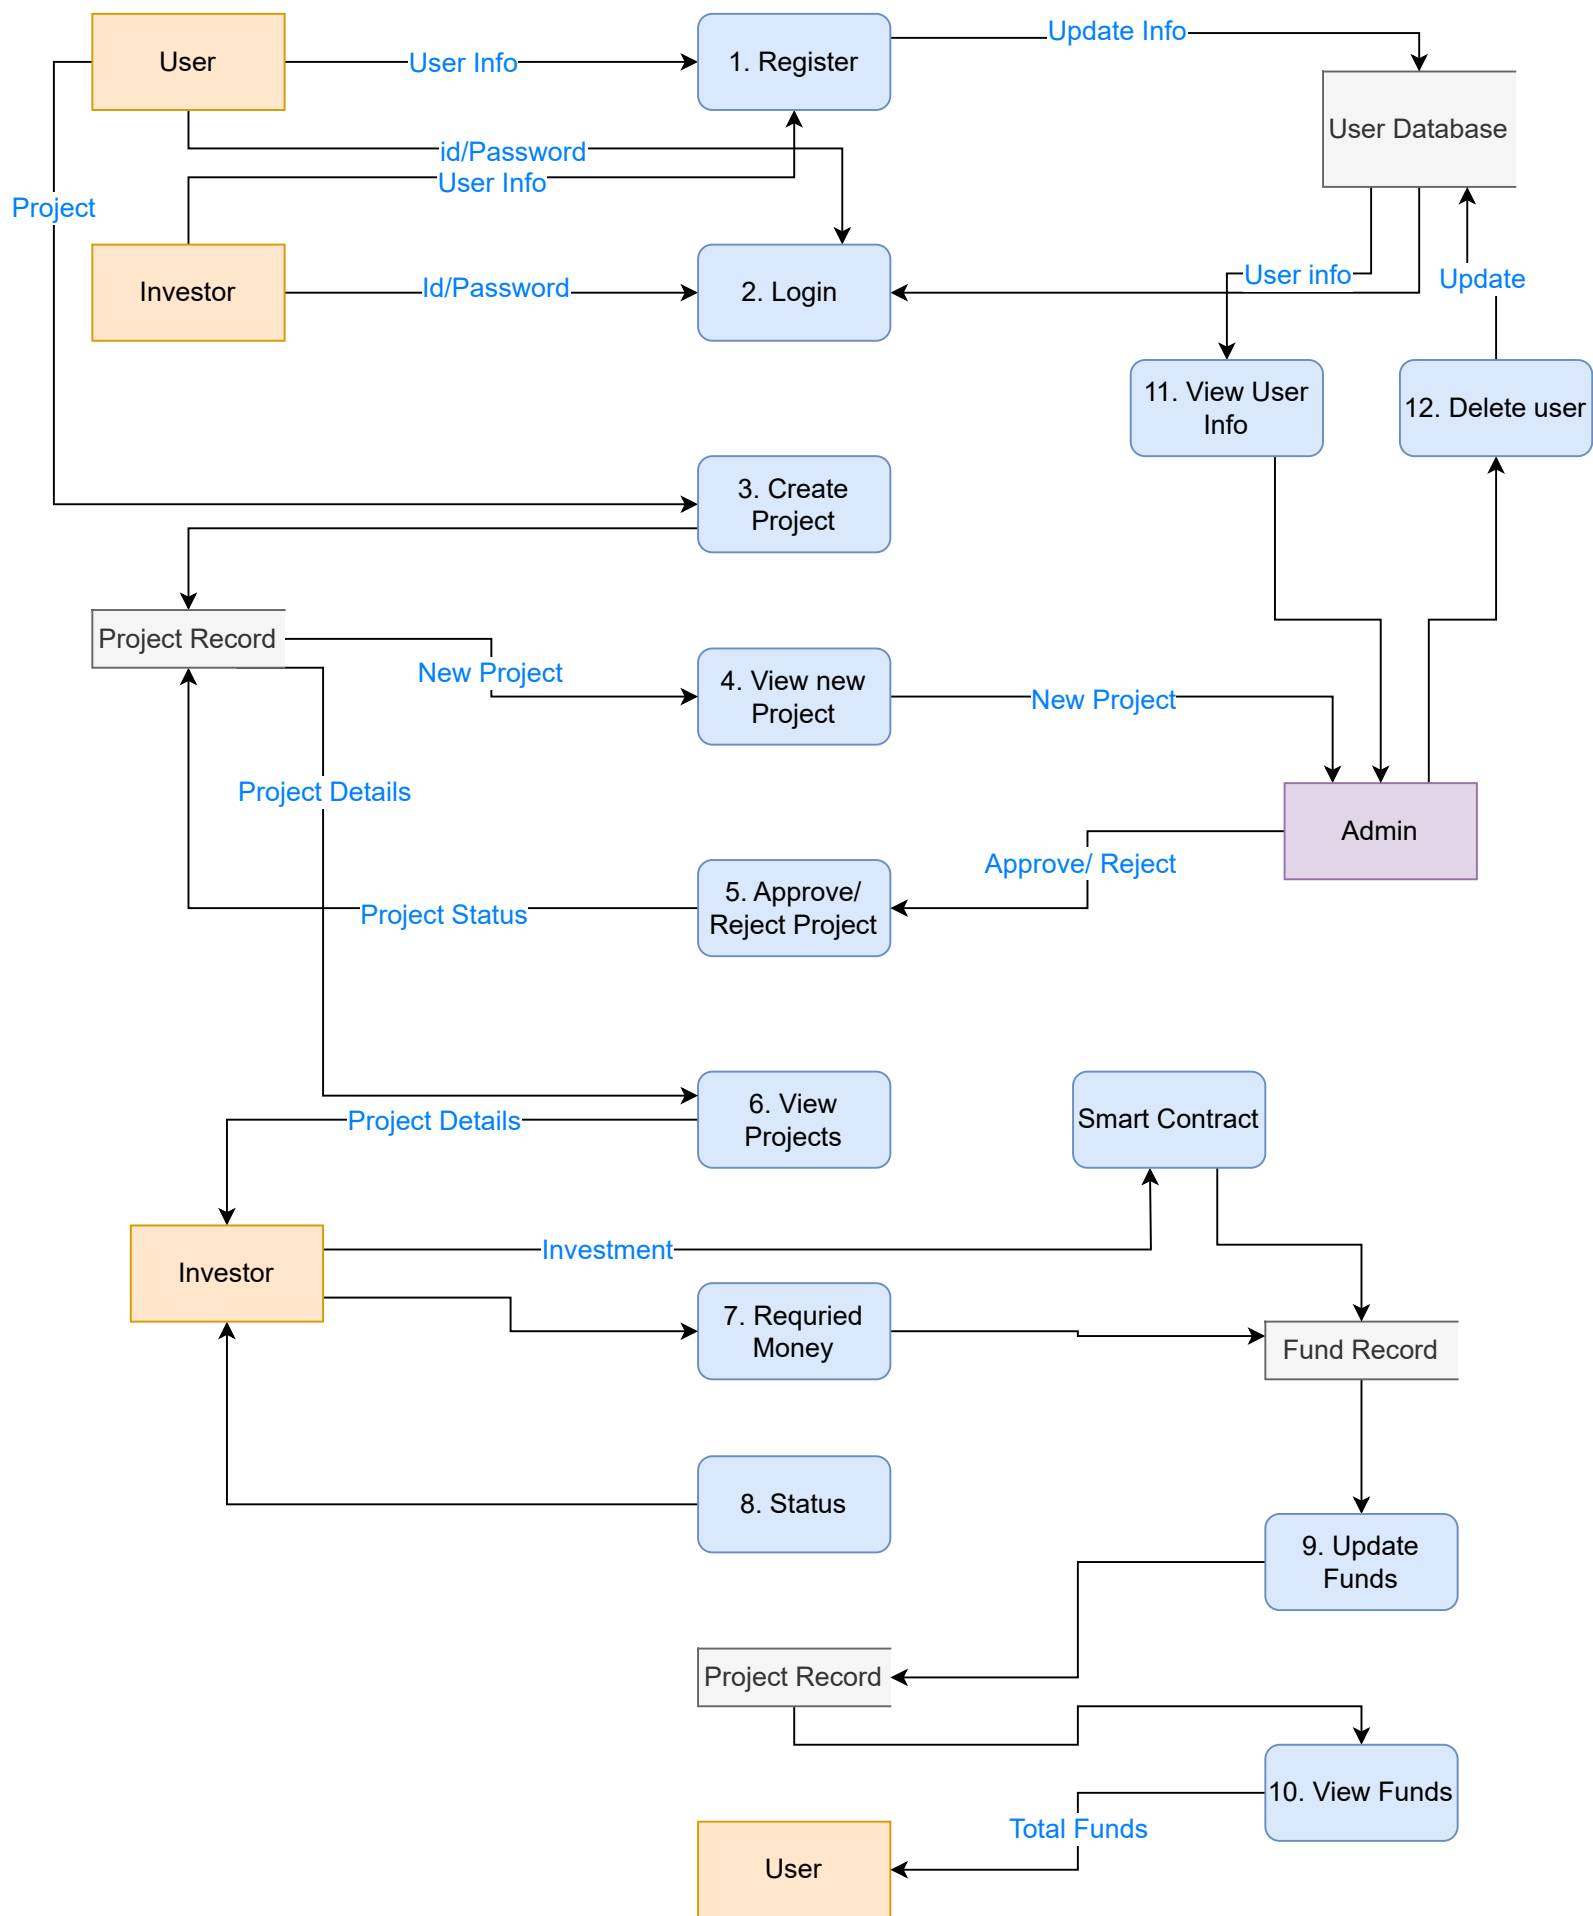 User
User Info
1. Register
Update Info
User Database
id/Password
User Info
Project
Investor
Id/Password
2. Login
User info
Update
11. View User
Info
12. Delete user
3. Create
Project
Project Record
New Project
4. View new
Project
New Project
Project Details
Admin
Approve/ Reject
5. Approve/
Reject Project
Project Status
6. View
Projects
Project Details
Smart Contract
Investor
Investment
7. Requried
Money
Fund Record
8. Status
9. Update
Funds
Project Record
10. View Funds
Total Funds
User